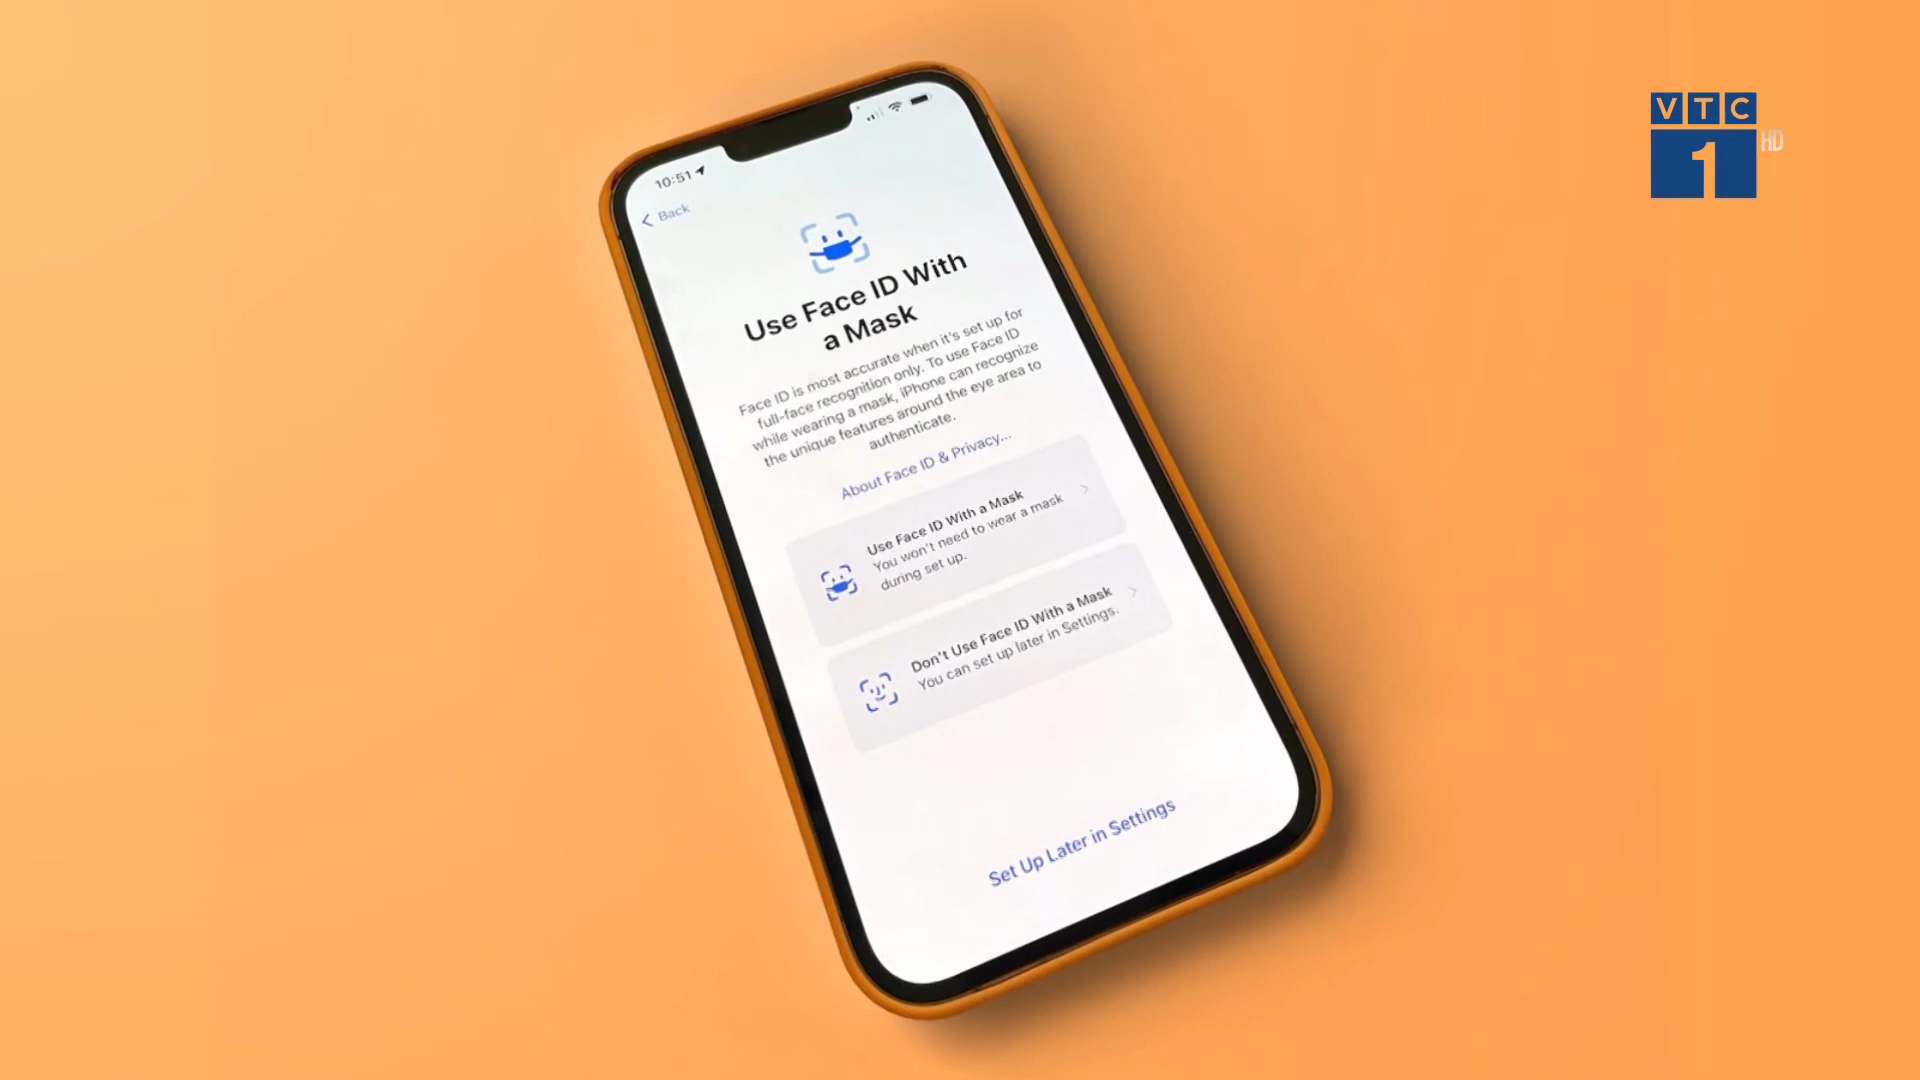 VTC
1 HD
10:51
Back
Use Face ID With
a Mask
Face ID is most accurate when it's set up for
full-face recognition only. To use Face ID
while wearing a mask, iPhone can recognize
the unique features around the eye area to
authenticate.
About Face ID & Privacy...
Use Face ID With a Mask
You won't need to wear a mask
during set up.
Don't Use Face ID With a Mask
You can set up later in Settings.
Set Up Later in Settings